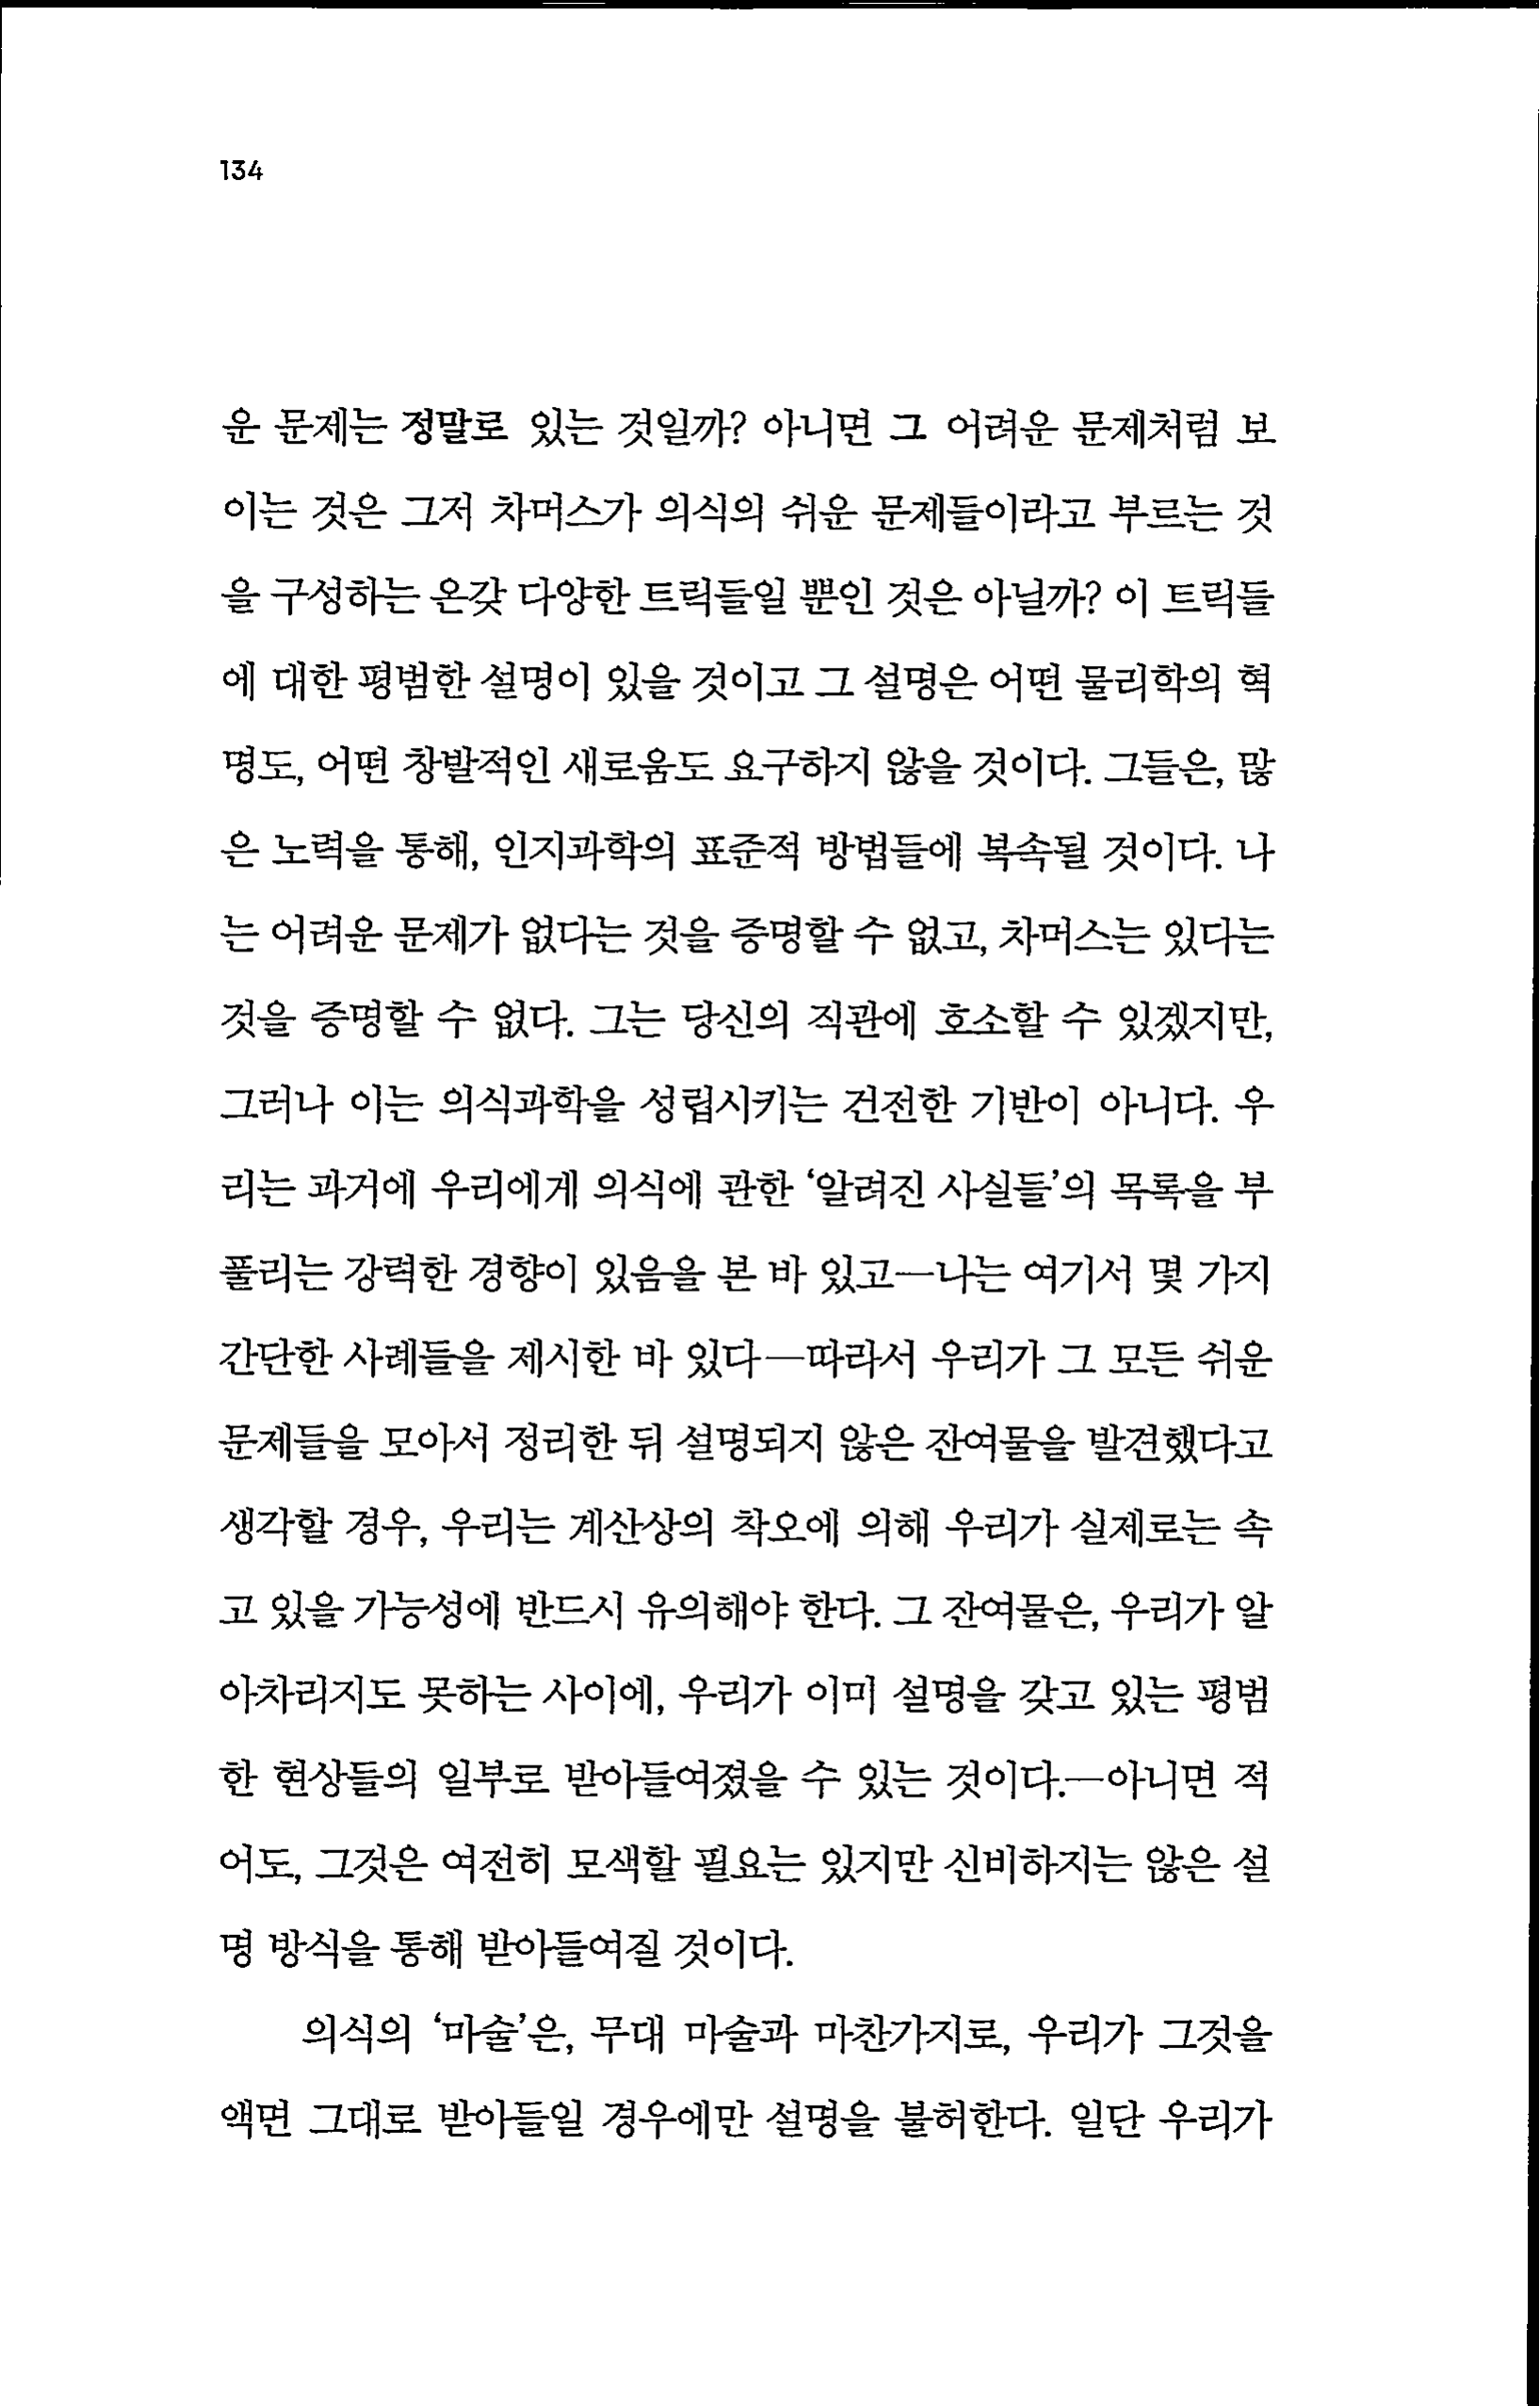 134
운 문제는 정말로 있는 것일까? 아니면 그 어려운 문제처럼 보
이는 것은 그저 차머스가 의식의 쉬운 문제들이라고 부르는 것
을 구성하는 온갖 다양한 트릭들일 뿐인 것은 아닐까? 이 트릭들
에 대한 평범한 설명이 있을 것이고 그 설명은 어떤 물리학의 혁
명도, 어떤 창발적인 새로움도 요구하지 않을 것이다. 그들은, 많
은 노력을 통해, 인지과학의 표준적 방법들에 복속될 것이다. 나
는 어려운 문제가 없다는 것을 증명할 수 없고, 차머스는 있다는
것을 증명할 수 없다. 그는 당신의 직관에 호소할 수 있겠지만,
그러나 이는 의식과학을 성립시키는 건전한 기반이 아니다. 우
리는 과거에 우리에게 의식에 관한 ‘알려진 사실들’의 목록을 부
풀리는 강력한 경향이 있음을 본 바 있고—나는 여기서 몇 가지
간단한 사례들을 제시한 바 있다—따라서 우리가 그 모든 쉬운
문제들을 모아서 정리한 뒤 설명되지 않은 잔여물을 발견했다고
생각할 경우, 우리는 계산상의 착오에 의해 우리가 실제로는 속
고 있을 가능성에 반드시 유의해야 한다. 그 잔여물은, 우리가 알
아차리지도 못하는 사이에, 우리가 이미 설명을 갖고 있는 평범
한 현상들의 일부로 받아들여졌을 수 있는 것이다.—아니면 적
어도, 그것은 여전히 모색할 필요는 있지만 신비하지는 않은 설
명 방식을 통해 받아들여질 것이다.
의식의 ‘마술’은, 무대 마술과 마찬가지로, 우리가 그것을
액면 그대로 받아들일 경우에만 설명을 불허한다. 일단 우리가